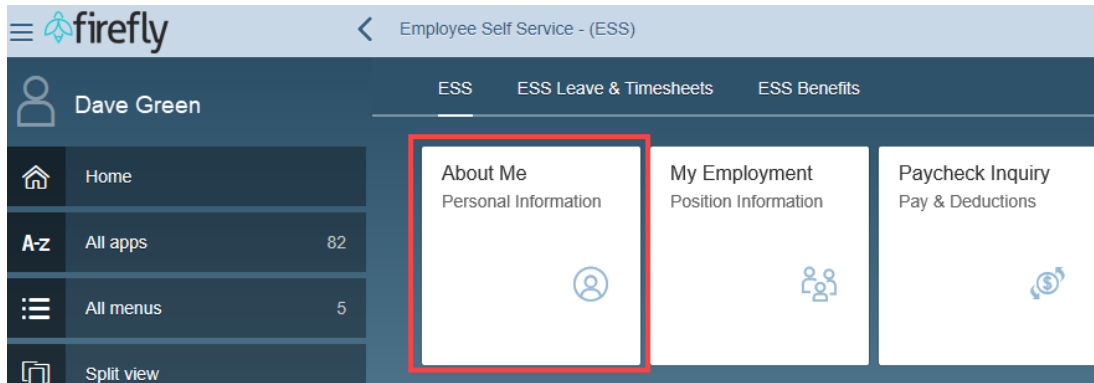 firefly
Employee Self Service - (ESS)
Dave Green
Home
A-z All apps 82
All menus 5
Split view
ESS ESS Leave & Timesheets ESS Benefits
About Me
Personal Information
My Employment
Position Information
Paycheck Inquiry
Pay & Deductions
$